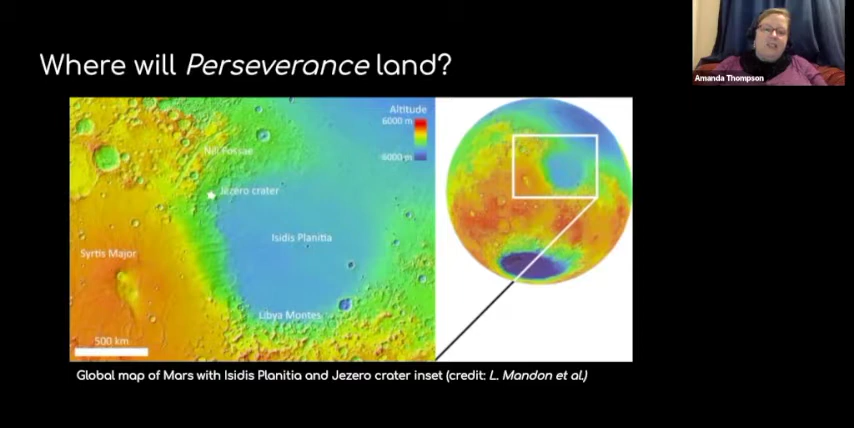 Where will Perseverance land?
Amanda Thompson
Altitude
6000 m
-6000 m
Nili Fossae
Jezero crater
Isidis Planitia
Syrtis Major
Libya Montes
500 km
Global map of Mars with Isidis Planitia and Jezero crater inset (credit: L. Mandon et al.)